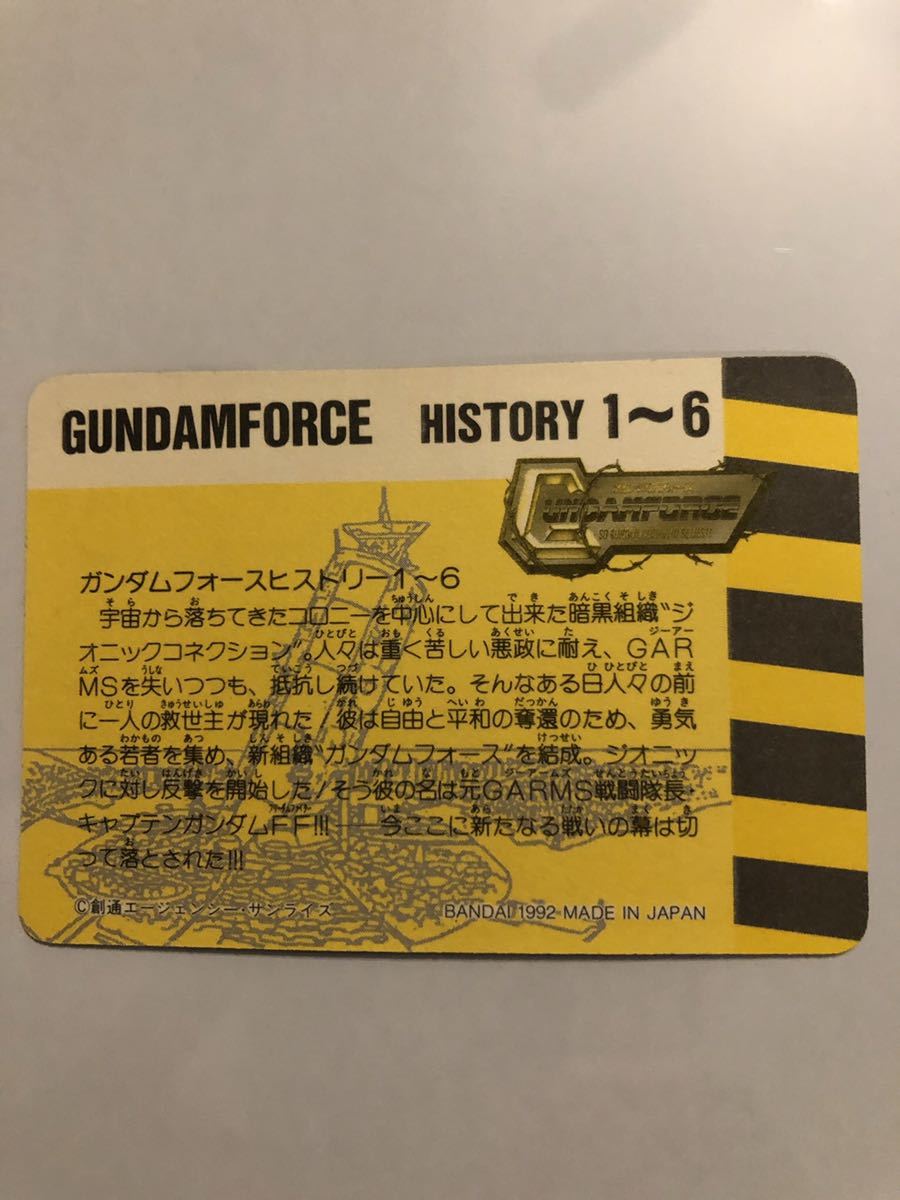 GUNDAMFORCE HISTORY 1～6
UNDAMFORCE
ガンダムフォースヒストリー1～6
宇宙から落ちてきたコロニーを中心にして出来た暗黒組織“ジ
オニックコネクション”。人々は重く苦しい悪政に耐え、GAR
MSを失いつつも、抵抗し続けていた。そんなある日人々の前
に一人の救世主が現れた！彼は自由と平和の奪還のため、勇気
ある若者を集め、新組織“ガンダムフォース”を結成。ジオニッ
クに対し反撃を開始した！そう彼の名は元GARMS戦闘隊長・
キャプテンガンダムFF!!!――今ここに新たなる戦いの幕は切
って落とされた!!!
©創通エージェンシー・サンライズ BANDAI 1992 MADE IN JAPAN